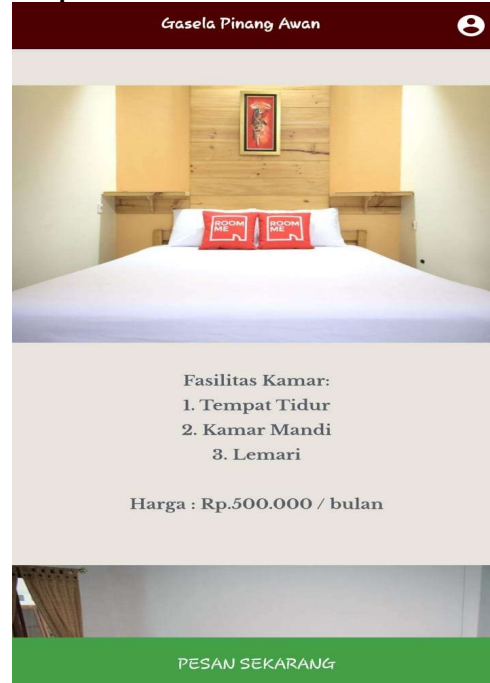 Gasela Pinang Awan
ROOM
ME
ROOM
ME
Fasilitas Kamar:
1. Tempat Tidur
2. Kamar Mandi
3. Lemari
Harga : Rp.500.000 / bulan
PESAN SEKARANG